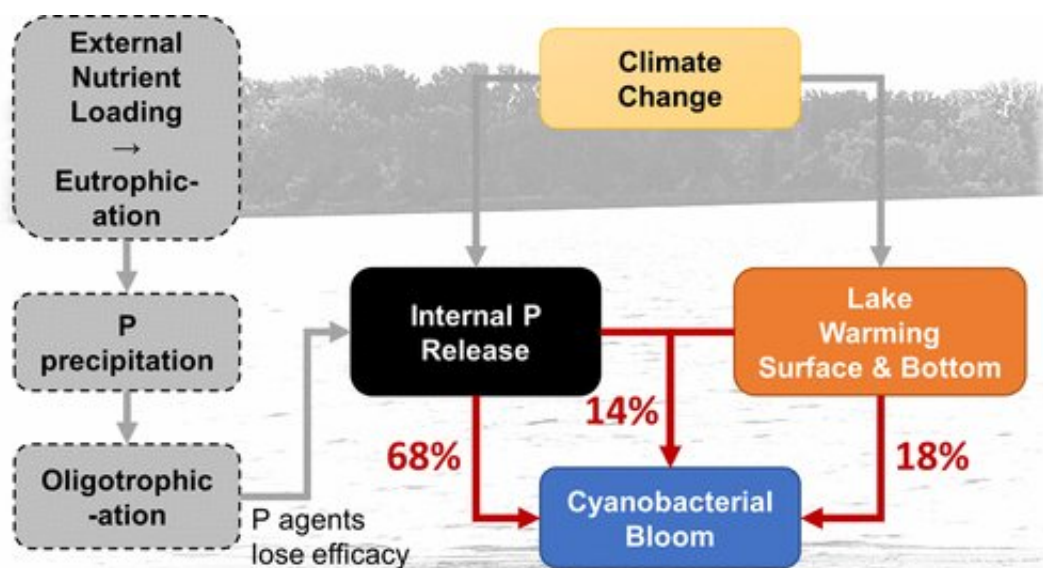 External
Nutrient
Loading
→
Eutrophic-
ation
P
precipitation
Oligotrophic
-ation
P agents
lose efficacy
Climate
Change
Internal P
Release
Lake
Warming
Surface & Bottom
68%
14%
18%
Cyanobacterial
Bloom